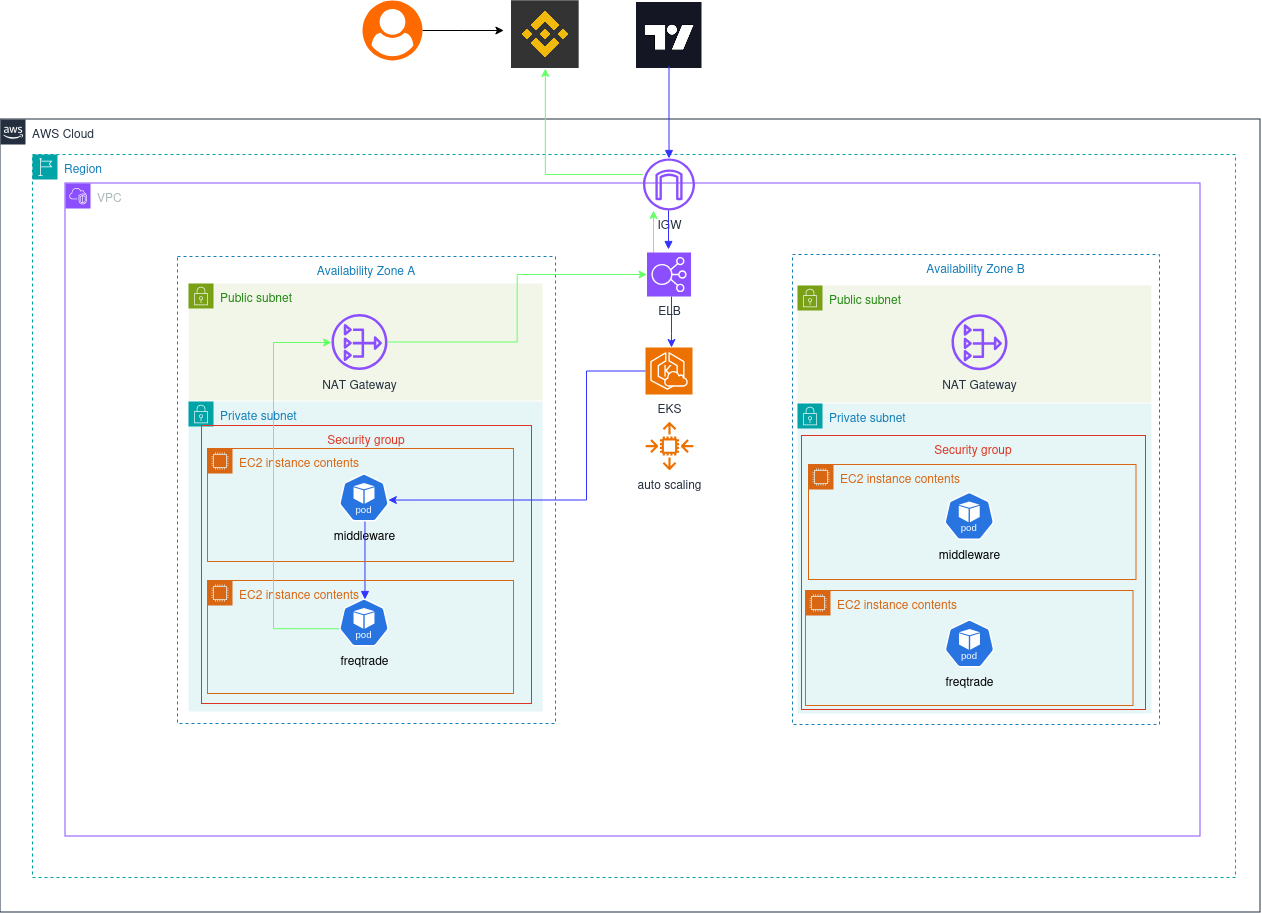 aws
AWS Cloud
Region
VPC
IGW
Availability Zone A
Public subnet
NAT Gateway
Private subnet
Security group
EC2 instance contents
pod
middleware
EC2 instance contents
pod
freqtrade
ELB
K
EKS
auto scaling
Availability Zone B
Public subnet
NAT Gateway
Private subnet
Security group
EC2 instance contents
pod
middleware
EC2 instance contents
pod
freqtrade